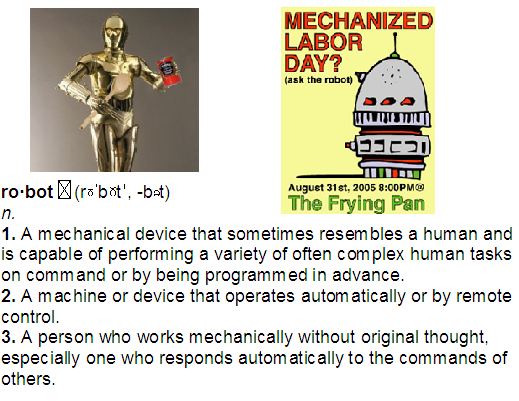 MECHANIZED
LABOR
DAY?
(ask the robot)
August 31st, 2005 8:00PM@
The Frying Pan
ro·bot (rō'bŏt', -bət)
n.
1. A mechanical device that sometimes resembles a human and
is capable of performing a variety of often complex human tasks
on command or by being programmed in advance.
2. A machine or device that operates automatically or by remote
control.
3. A person who works mechanically without original thought,
especially one who responds automatically to the commands of
others.